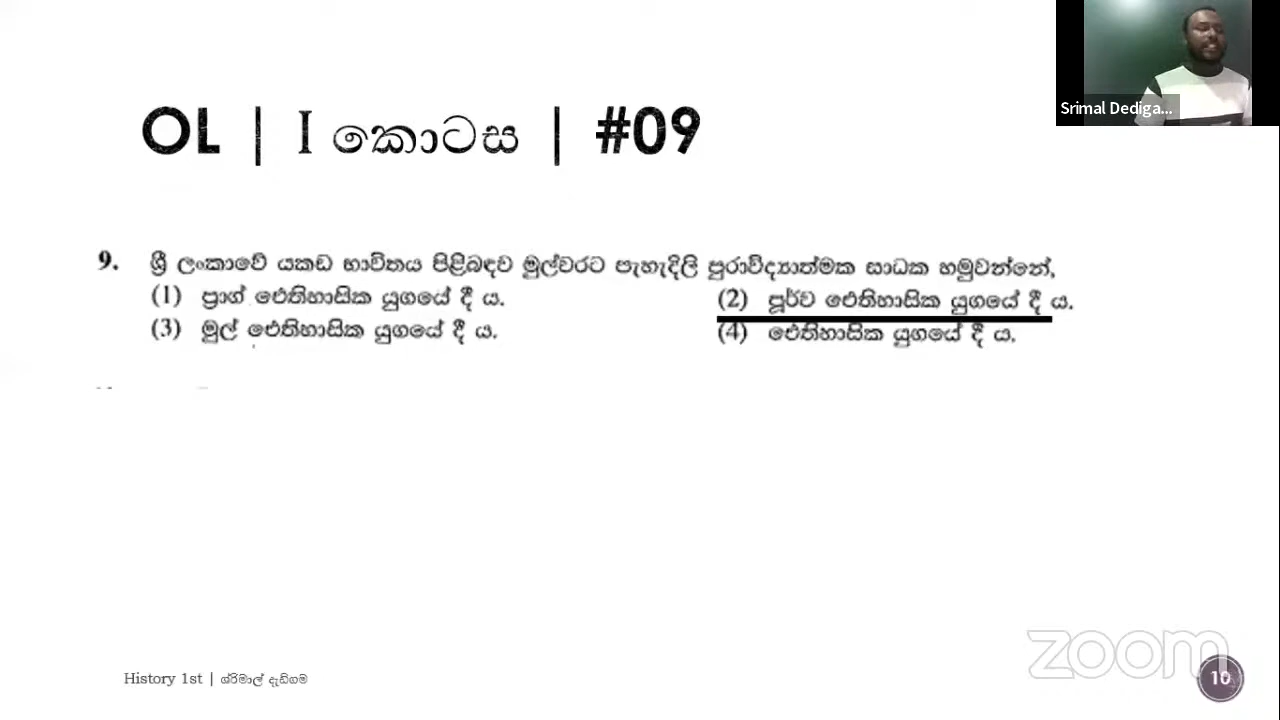 Srimal Dediga...
OL | I කොටස | #09
9. ශ්‍රී ලංකාවේ යකඩ භාවිතය පිළිබඳව මුල්වරට පැහැදිලි පුරාවිද්‍යාත්මක සාධක හමුවන්නේ,
(1) ප්‍රාග් ඓතිහාසික යුගයේ දී ය. (2) පූර්ව ඓතිහාසික යුගයේ දී ය.
(3) මුල් ඓතිහාසික යුගයේ දී ය. (4) ඓතිහාසික යුගයේ දී ය.
zoom
History 1st | ශ්රිමාල් දැඩිගම
10